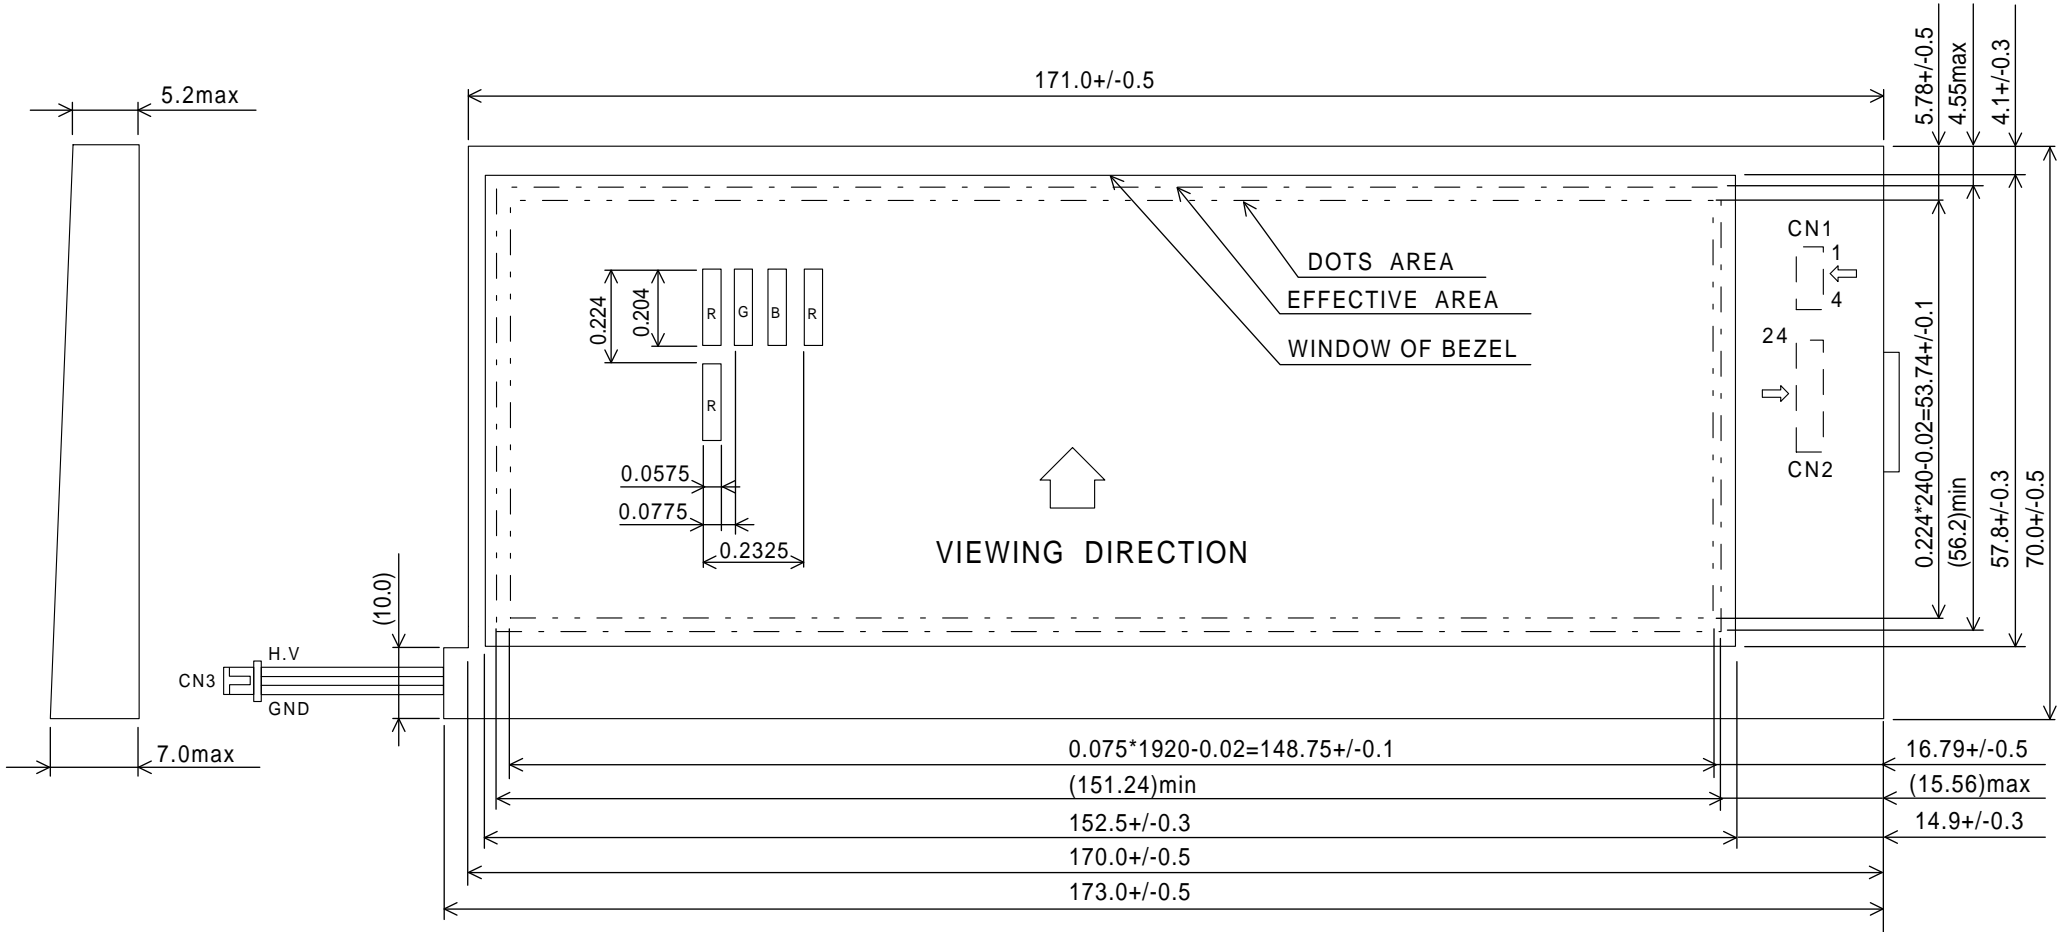 5.2max
171.0+/-0.5
5.78+/-0.5
4.55max
4.1+/-0.3
CN1
1
4
DOTS AREA
EFFECTIVE AREA
WINDOW OF BEZEL
24
CN2
0.224
0.204
R
G
B
R
R
0.0575
0.0775
0.2325
VIEWING DIRECTION
0.224*240-0.02=53.74+/-0.1
(56.2)min
57.8+/-0.3
70.0+/-0.5
(10.0)
H.V
CN3
GND
7.0max
0.075*1920-0.02=148.75+/-0.1
16.79+/-0.5
(151.24)min
(15.56)max
152.5+/-0.3
14.9+/-0.3
170.0+/-0.5
173.0+/-0.5